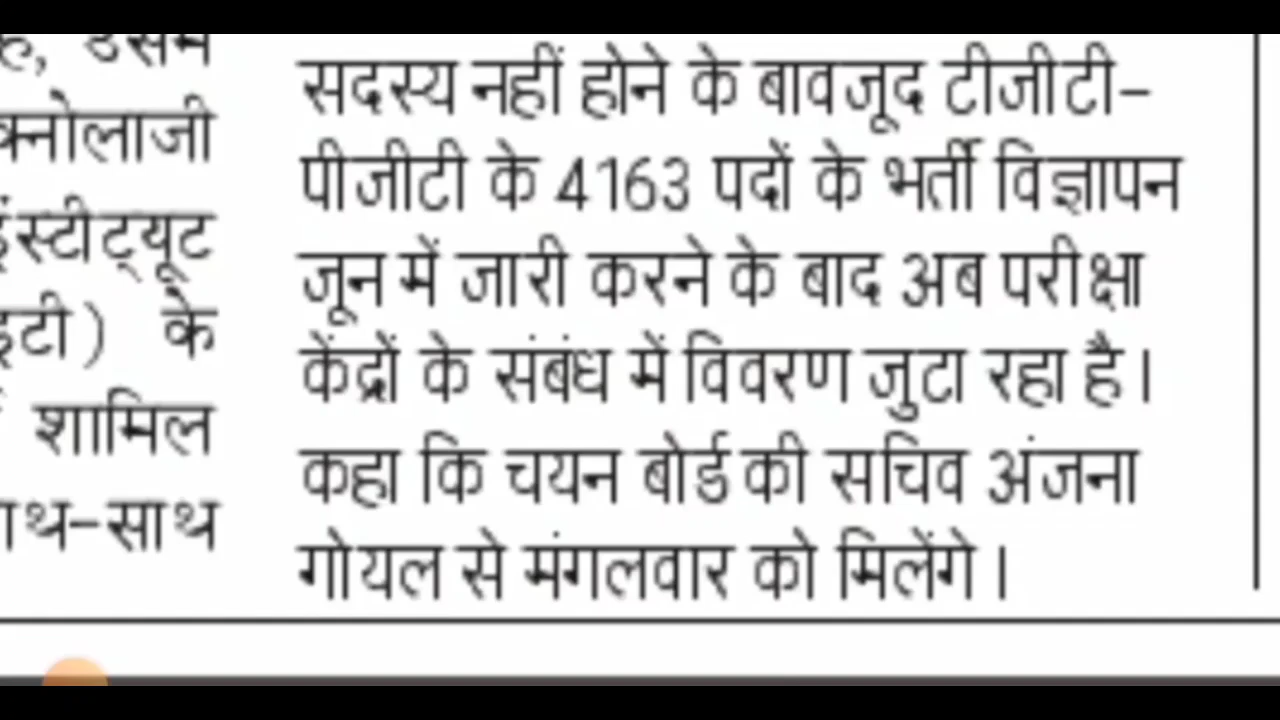 क्नोलाजी
इंस्टीट्यूट
के
शामिल
साथ-साथ
सदस्य नहीं होने के बावजूद टीजीटी-
पीजीटी के 4163 पदों के भर्ती विज्ञापन
जून में जारी करने के बाद अब परीक्षा
केंद्रों के संबंध में विवरण जुटा रहा है।
कहा कि चयन बोर्ड की सचिव अंजना
गोयल से मंगलवार को मिलेंगे।